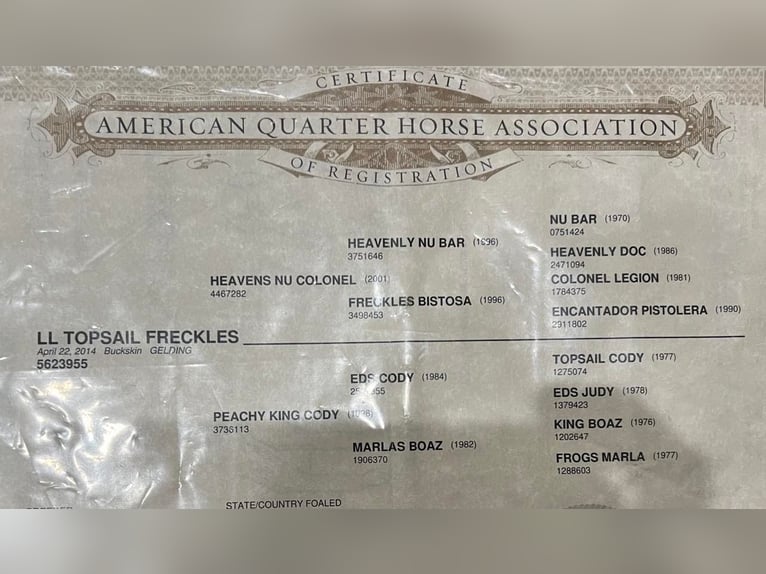 CERTIFICATE
AMERICAN QUARTER HORSE ASSOCIATION
OF REGISTRATION
NU BAR (1970)
0751424
HEAVENLY NU BAR (1996)
3751646
HEAVENLY DOC (1986)
2471094
HEAVENS NU COLONEL (2001)
4467282
COLONEL LEGION (1981)
1784375
FRECKLES BISTOSA (1996)
3498453
ENCANTADOR PISTOLERA (1990)
2911802
LL TOPSAIL FRECKLES
April 22, 2014 Buckskin GELDING
5623955
TOPSAIL CODY (1977)
1275074
EDS CODY (1984)
EDS JUDY (1978)
1379423
PEACHY KING CODY
3736113
KING BOAZ (1976)
1202647
MARLAS BOAZ (1982)
1906370
FROGS MARLA (1977)
1288603
STATE/COUNTRY FOALED